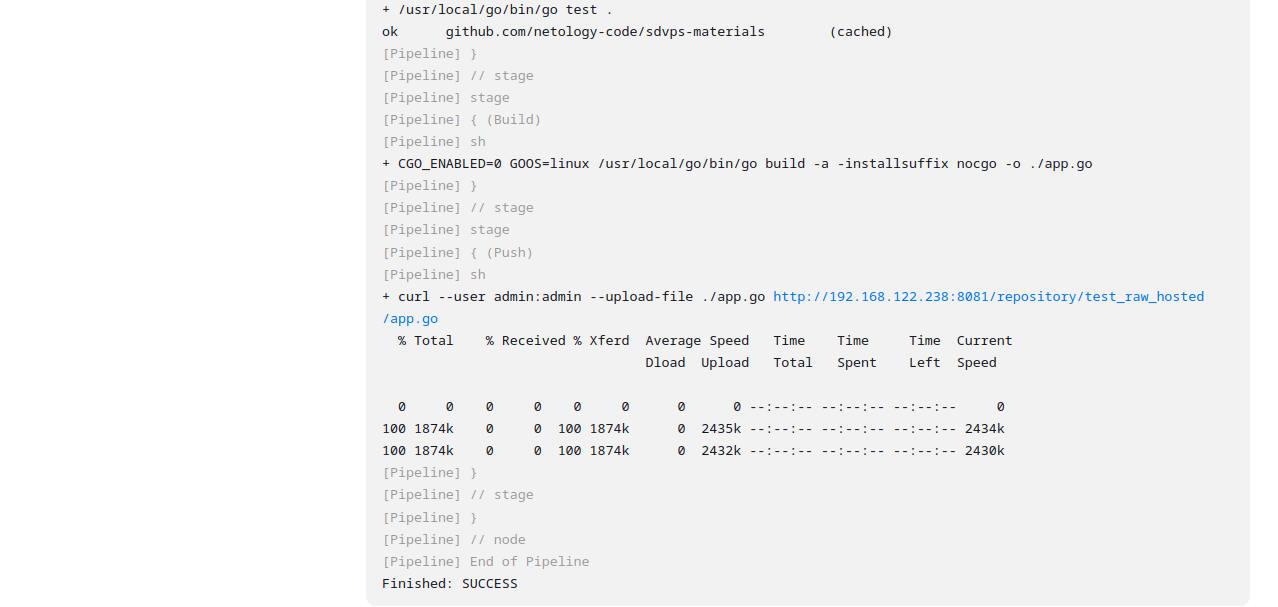 + /usr/local/go/bin/go test .
ok      github.com/netology-code/sdvps-materials        (cached)
[Pipeline] }
[Pipeline] // stage
[Pipeline] stage
[Pipeline] { (Build)
[Pipeline] sh
+ CGO_ENABLED=0 GOOS=linux /usr/local/go/bin/go build -a -installsuffix nocgo -o ./app.go
[Pipeline] }
[Pipeline] // stage
[Pipeline] stage
[Pipeline] { (Push)
[Pipeline] sh
+ curl --user admin:admin --upload-file ./app.go http://192.168.122.238:8081/repository/test_raw_hosted
/app.go
  % Total    % Received % Xferd  Average Speed   Time    Time     Time  Current
                                 Dload  Upload   Total   Spent    Left  Speed
  0     0    0     0    0     0      0      0 --:--:-- --:--:-- --:--:--     0
100 1874k    0     0  100 1874k      0  2435k --:--:-- --:--:-- --:--:-- 2434k
100 1874k    0     0  100 1874k      0  2432k --:--:-- --:--:-- --:--:-- 2430k
[Pipeline] }
[Pipeline] // stage
[Pipeline] }
[Pipeline] // node
[Pipeline] End of Pipeline
Finished: SUCCESS